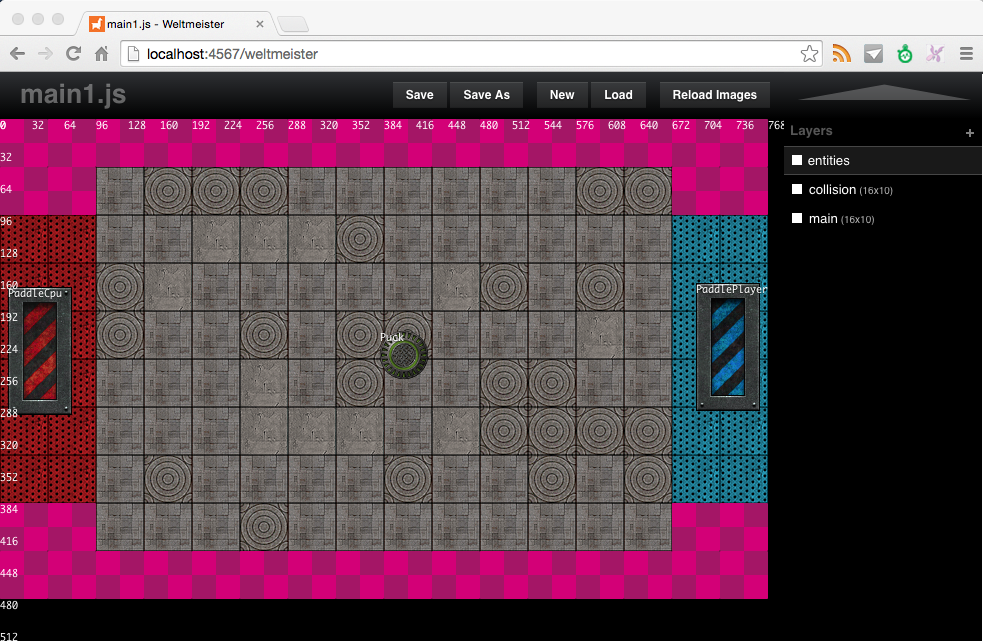 main1.js - Weltmeister
localhost:4567/weltmeister
main1.js
Save
Save As
New
Load
Reload Images
0 32 64 96 128 160 192 224 256 288 320 352 384 416 448 480 512 544 576 608 640 672 704 736 768
Layers
+
32
entities
64
collision (16x10)
96
main (16x10)
128
160
PaddleCpu
PaddlePlayer
192
Puck
224
256
288
320
352
384
416
448
480
512